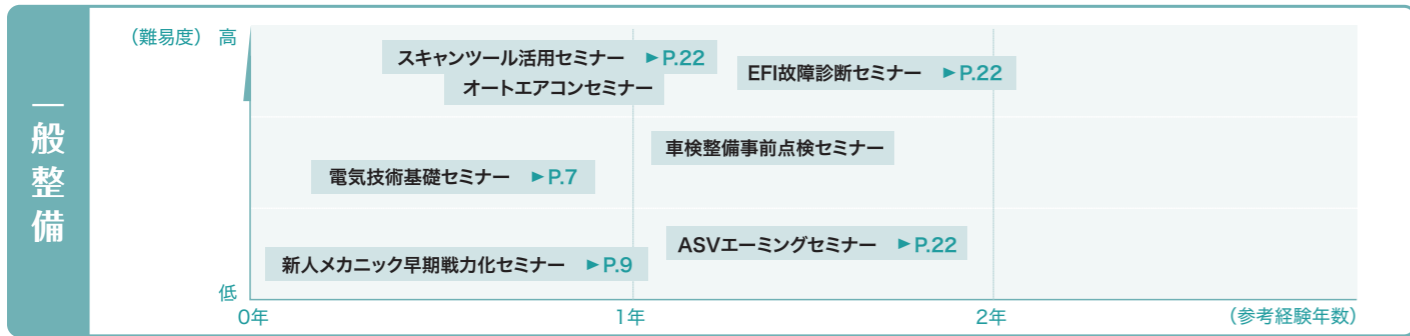 一般整備
（難易度） 高
スキャンツール活用セミナー ▶P.22
オートエアコンセミナー
EFI故障診断セミナー ▶P.22
車検整備事前点検セミナー
電気技術基礎セミナー ▶P.7
ASVエーミングセミナー ▶P.22
新人メカニック早期戦力化セミナー ▶P.9
低
0年 1年 2年 （参考経験年数）